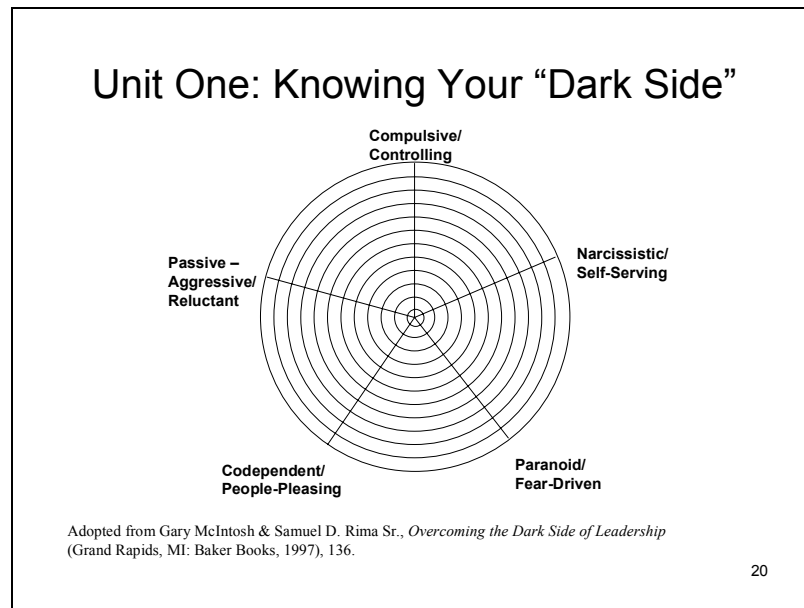 Unit One: Knowing Your “Dark Side”
Compulsive/
Controlling
Narcissistic/
Self-Serving
Passive –
Aggressive/
Reluctant
Codependent/
People-Pleasing
Paranoid/
Fear-Driven
Adopted from Gary McIntosh & Samuel D. Rima Sr., Overcoming the Dark Side of Leadership
(Grand Rapids, MI: Baker Books, 1997), 136.
20